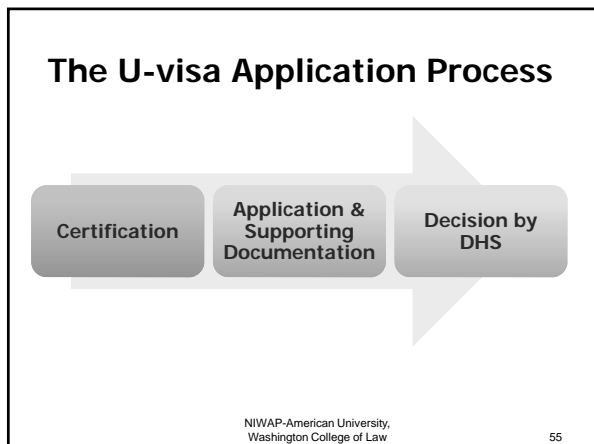 The U-visa Application Process
Certification
Application &
Supporting
Documentation
Decision by
DHS
NIWAP-American University,
Washington College of Law
55